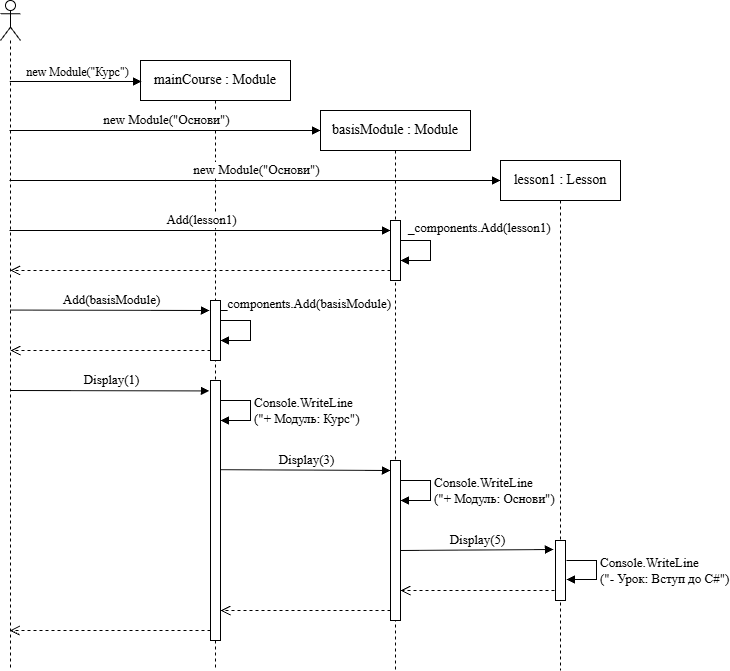 new Module("Курс")
mainCourse : Module
new Module("Основи")
basisModule : Module
new Module("Основи")
lesson1 : Lesson
Add(lesson1)
_components.Add(lesson1)
Add(basisModule)
_components.Add(basisModule)
Display(1)
Console.WriteLine
("+ Модуль: Курс")
Display(3)
Console.WriteLine
("+ Модуль: Основи")
Display(5)
Console.WriteLine
("- Урок: Вступ до C#")